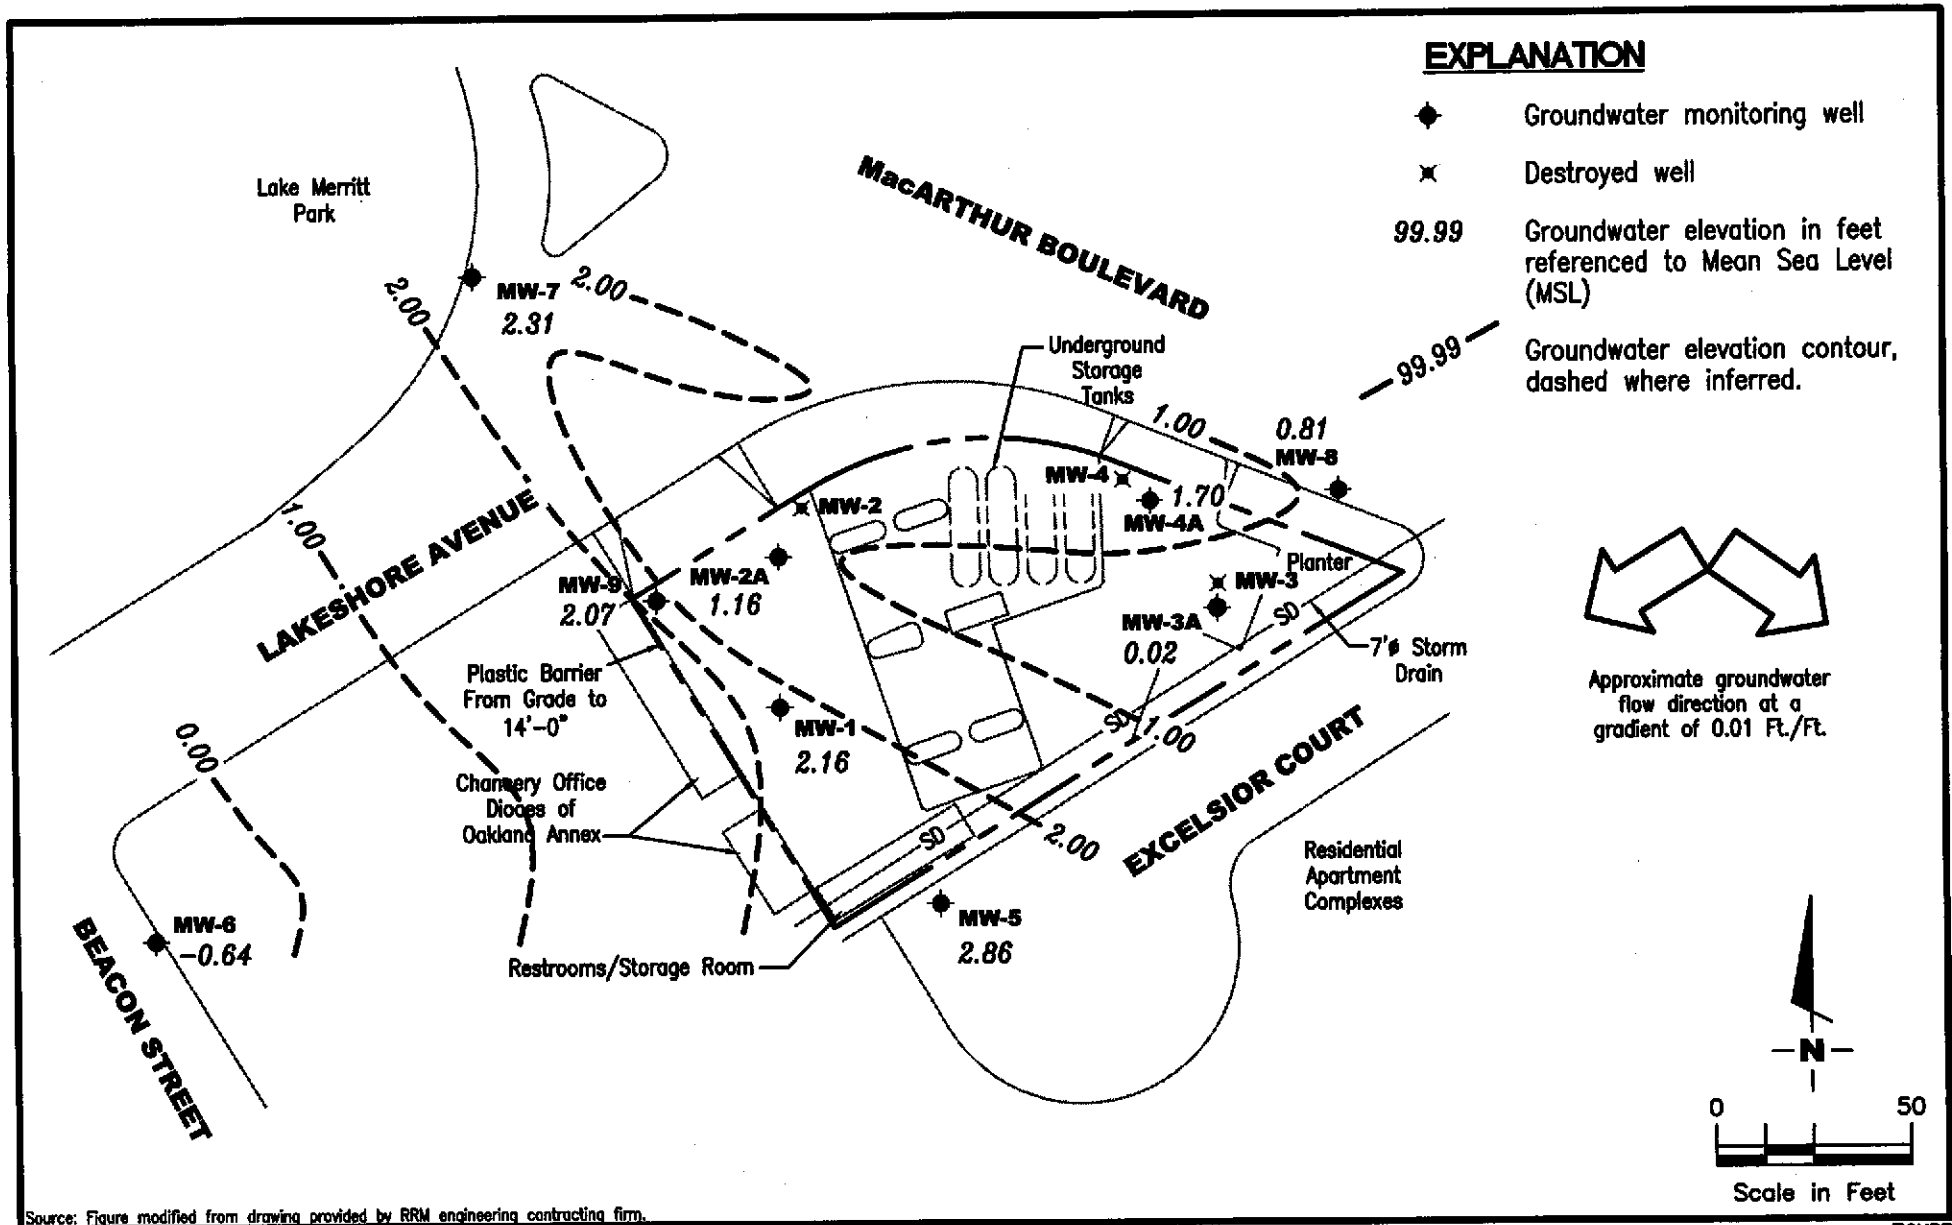 EXPLANATION
Groundwater monitoring well
Destroyed well
99.99
Groundwater elevation in feet
referenced to Mean Sea Level
(MSL)
99.99
Groundwater elevation contour,
dashed where inferred.
Lake Merritt
Park
MacARTHUR BOULEVARD
MW-7
2.31
2.00
2.00
Underground
Storage
Tanks
1.00
0.81
MW-8
MW-4
1.70
MW-4A
MW-2
LAKESHORE AVENUE
1.00
MW-9
2.07
MW-2A
1.16
Planter
MW-3
MW-3A
0.02
SD
7'ø Storm
Drain
Plastic Barrier
From Grade to
14'-0"
MW-1
2.16
SD
1.00
0.00
Chancery Office
Dioces of
Oakland Annex
SD
2.00
EXCELSIOR COURT
Residential
Apartment
Complexes
MW-6
-0.64
BEACON STREET
MW-5
2.86
Restrooms/Storage Room
Approximate groundwater
flow direction at a
gradient of 0.01 Ft./Ft.
N
0 50
Scale in Feet
Source: Figure modified from drawing provided by RRM engineering contracting firm.